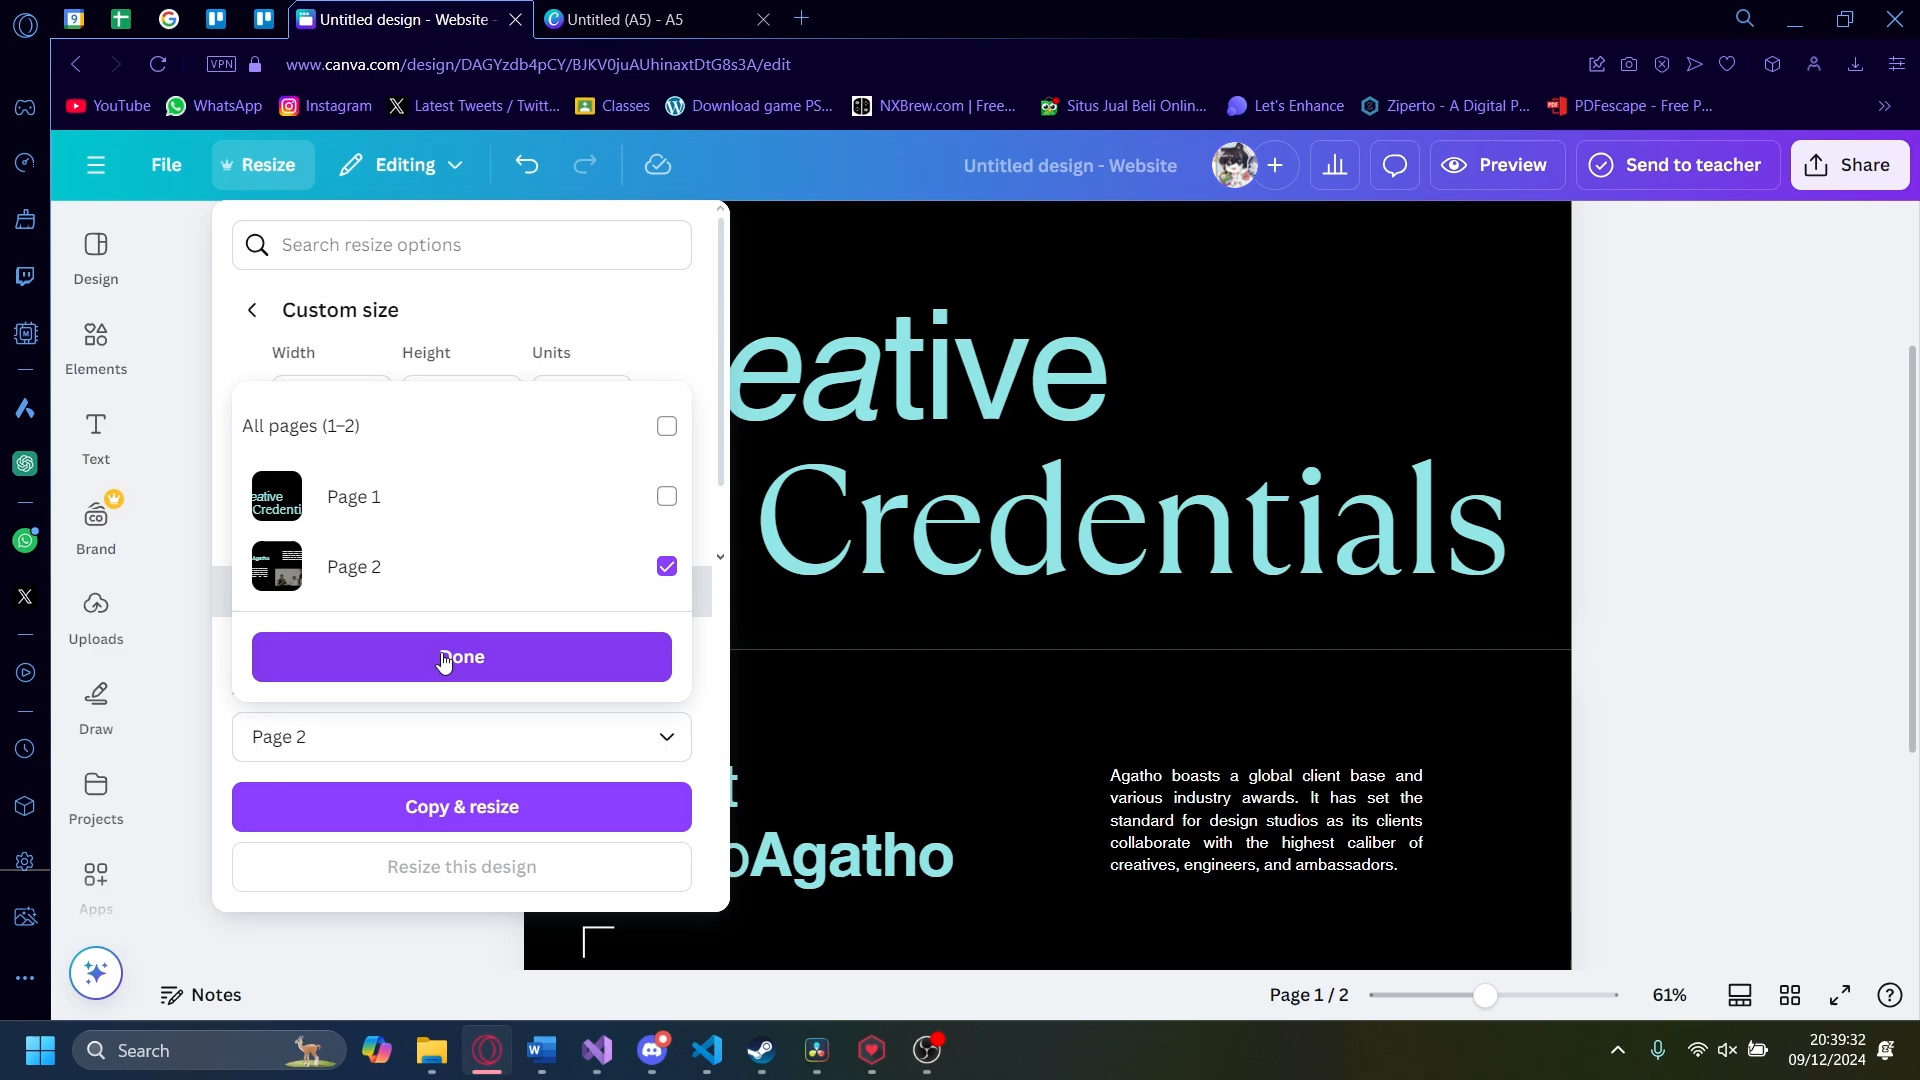 Untitled design - Website -
Untitled (A5) - A5
VPN
www.canva.com/design/DAGYzdb4pCY/BJKV0juAUhinaxtDtG8s3A/edit
YouTube
WhatsApp
Instagram
Latest Tweets / Twitt...
Classes
Download game PS...
NXBrew.com | Free...
Situs Jual Beli Onlin...
Let's Enhance
Ziperto - A Digital P...
PDFescape - Free P...
File
Resize
Editing
Untitled design - Website
Preview
Send to teacher
Share
Design
Elements
Text
Brand
Uploads
Draw
Projects
Apps
Search resize options
Custom size
Width
Height
Units
All pages (1–2)
Page 1
Page 2
Done
Page 2
Copy & resize
Resize this design
eative
Credentials
Agatho
Agatho boasts a global client base and
various industry awards. It has set the
standard for design studios as its clients
collaborate with the highest caliber of
creatives, engineers, and ambassadors.
Notes
Page 1 / 2
61%
Search
20:39:32
09/12/2024